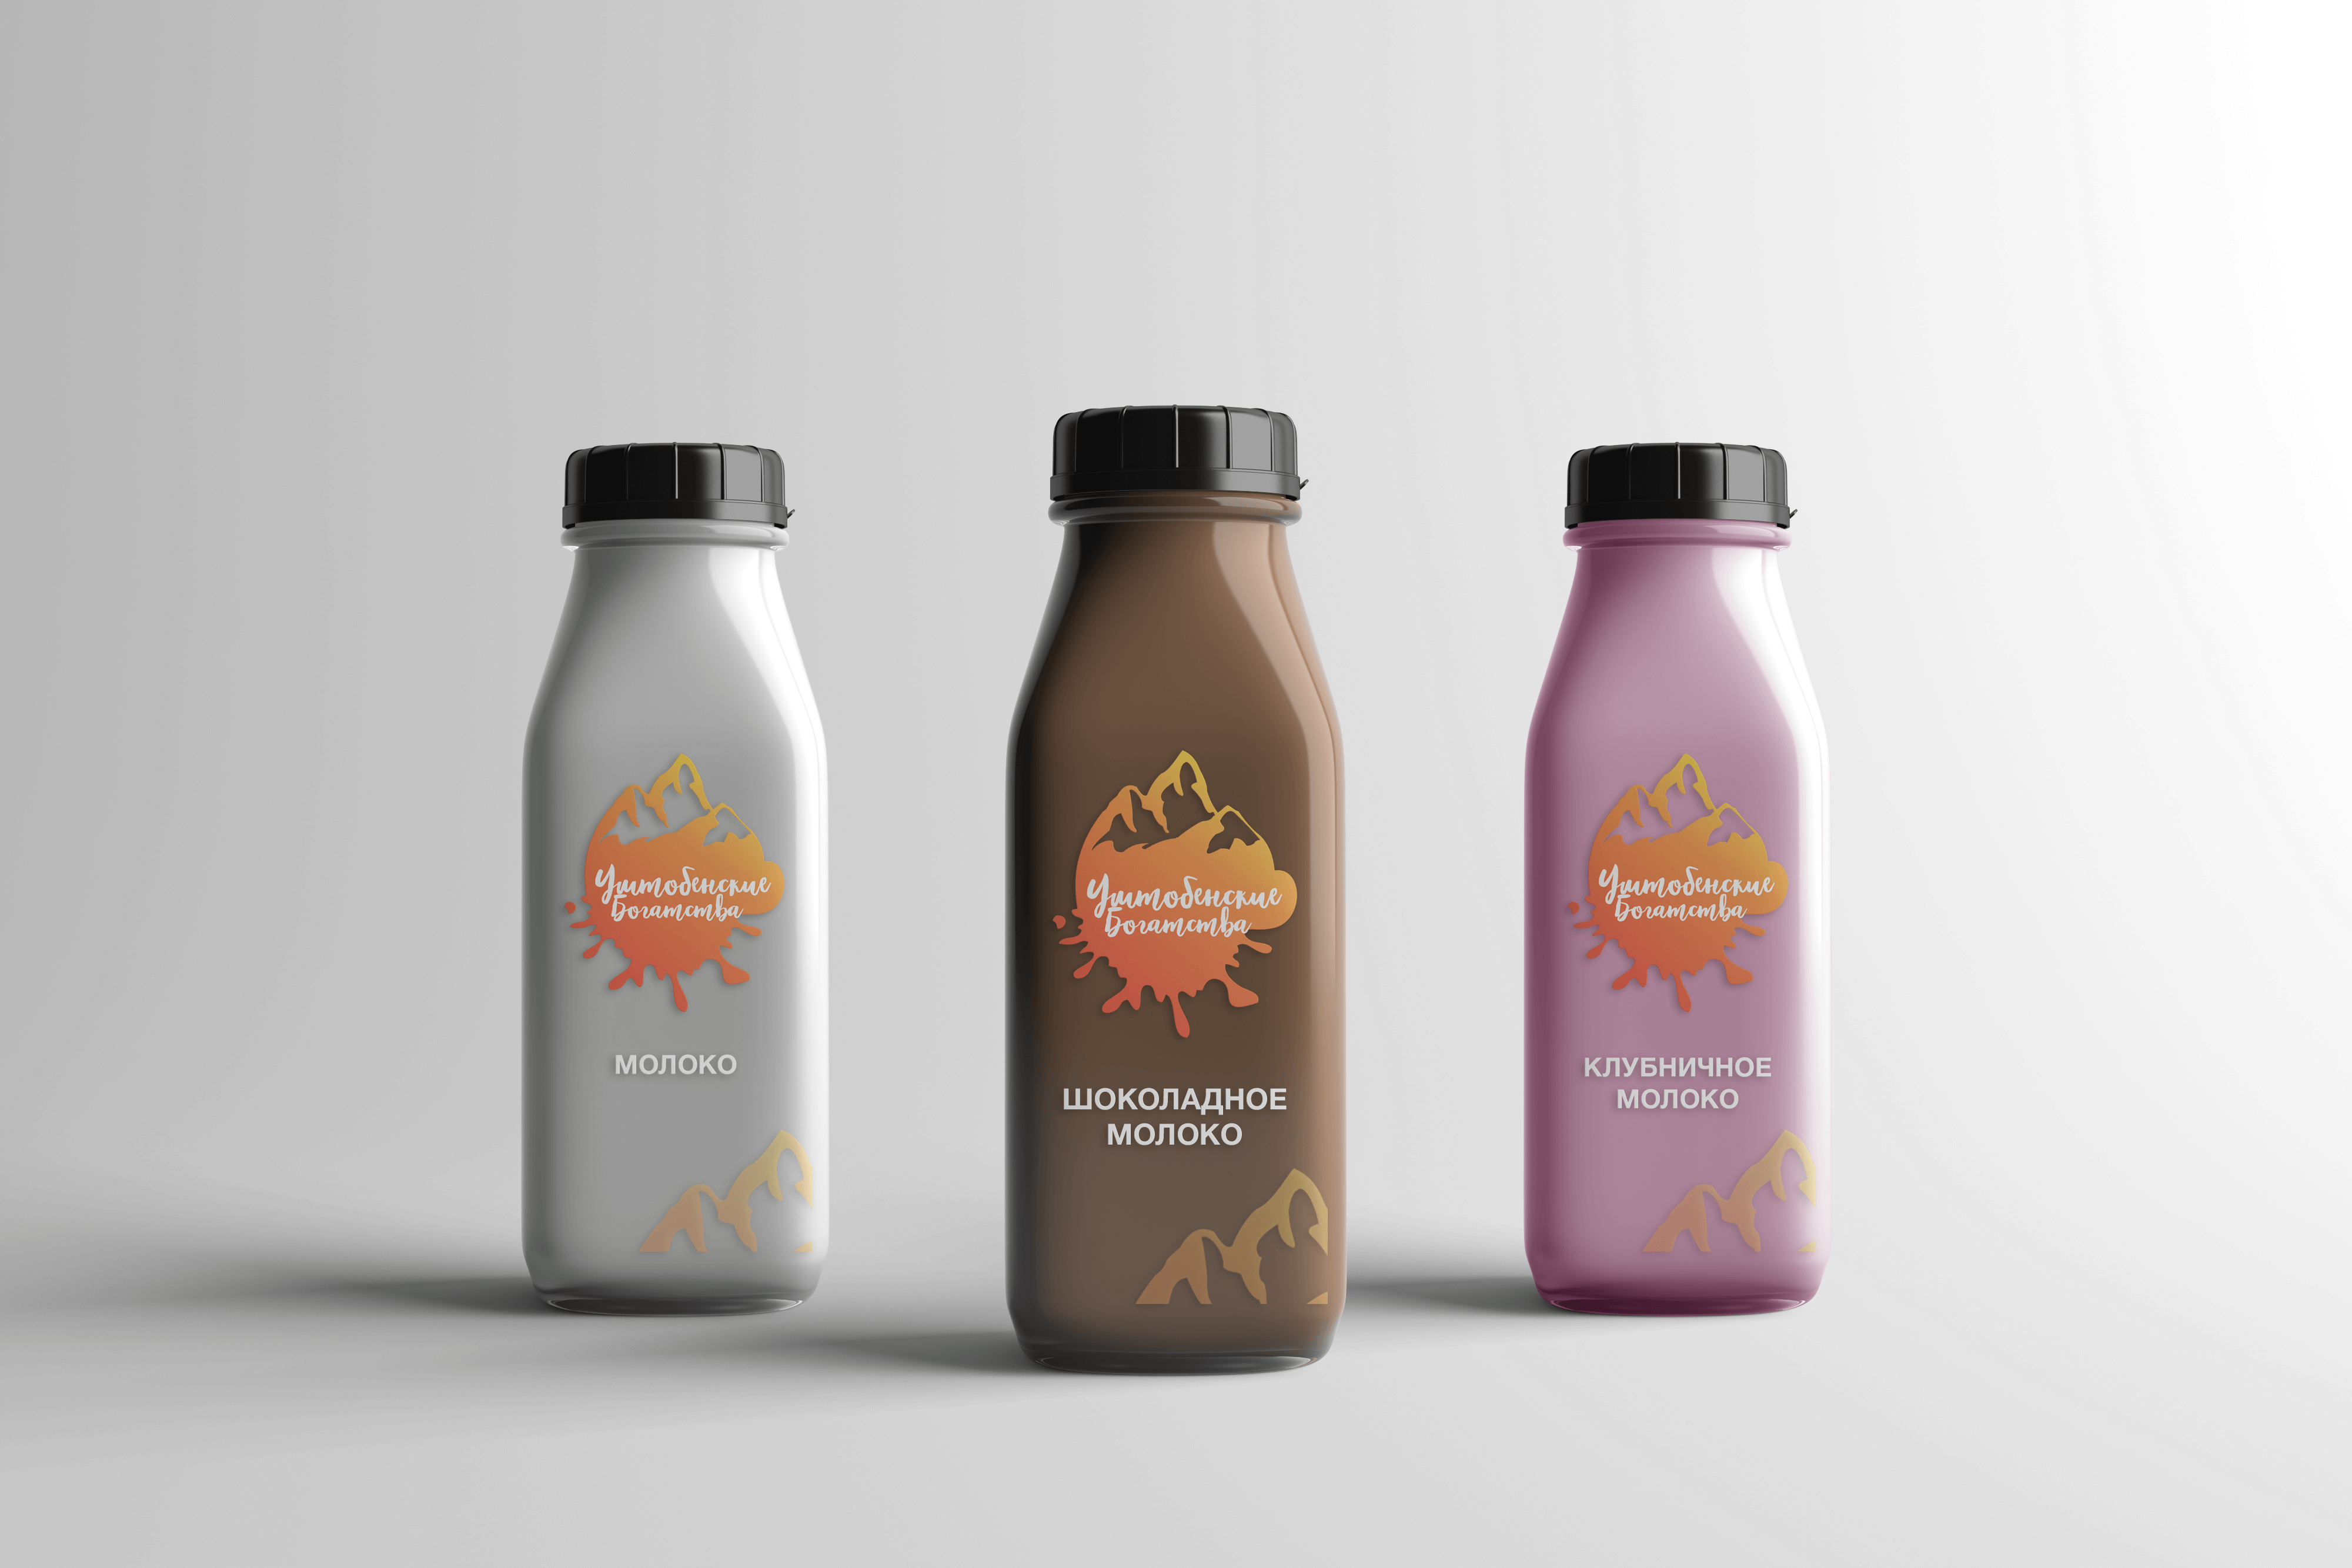 Уштобенские
Богатства
МОЛОКО
Уштобенские
Богатства
ШОКОЛАДНОЕ
МОЛОКО
Уштобенские
Богатства
КЛУБНИЧНОЕ
МОЛОКО